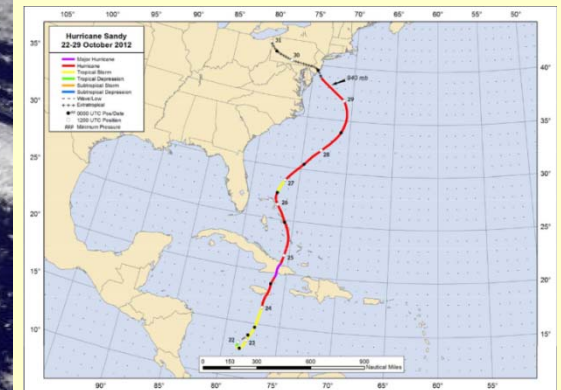 105° 100° 95° 90° 85° 80° 75° 70° 65° 60° 55°
Hurricane Sandy
22-29 October 2012
Major Hurricane
Hurricane
Tropical Storm
Tropical Depression
Subtropical Storm
Subtropical Depression
Wave/Low
Extratropical
0000 UTC Pos/Date
1200 UTC Position
Minimum Pressure
35°
30°
25°
20°
15°
10°
40°
35°
30°
25°
20°
15°
31
30
940 mb
29
28
27
26
25
24
23
22
0 150 300 600 900
Nautical Miles
90° 85° 80° 75° 70° 65° 60°